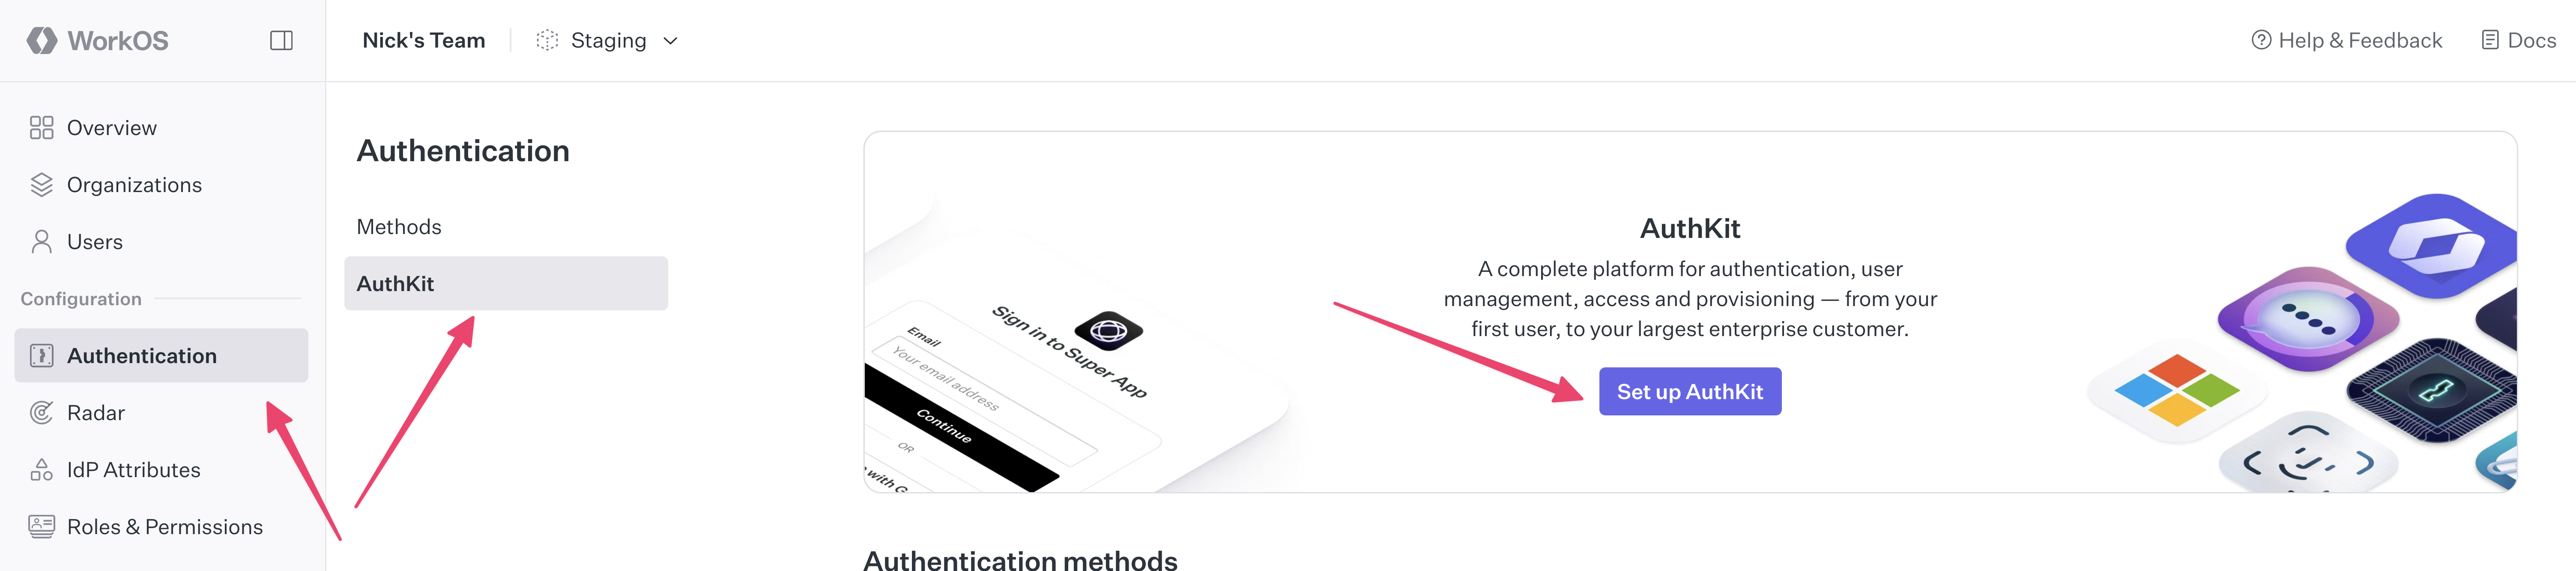 WorkOS
Nick's Team
Staging
Help & Feedback
Docs
Overview
Organizations
Users
Configuration
Authentication
Radar
IdP Attributes
Roles & Permissions
Authentication
Methods
AuthKit
Sign in to Super App
Email
Your email address
Continue
OR
with G
AuthKit
A complete platform for authentication, user
management, access and provisioning — from your
first user, to your largest enterprise customer.
Set up AuthKit
Authentication methods